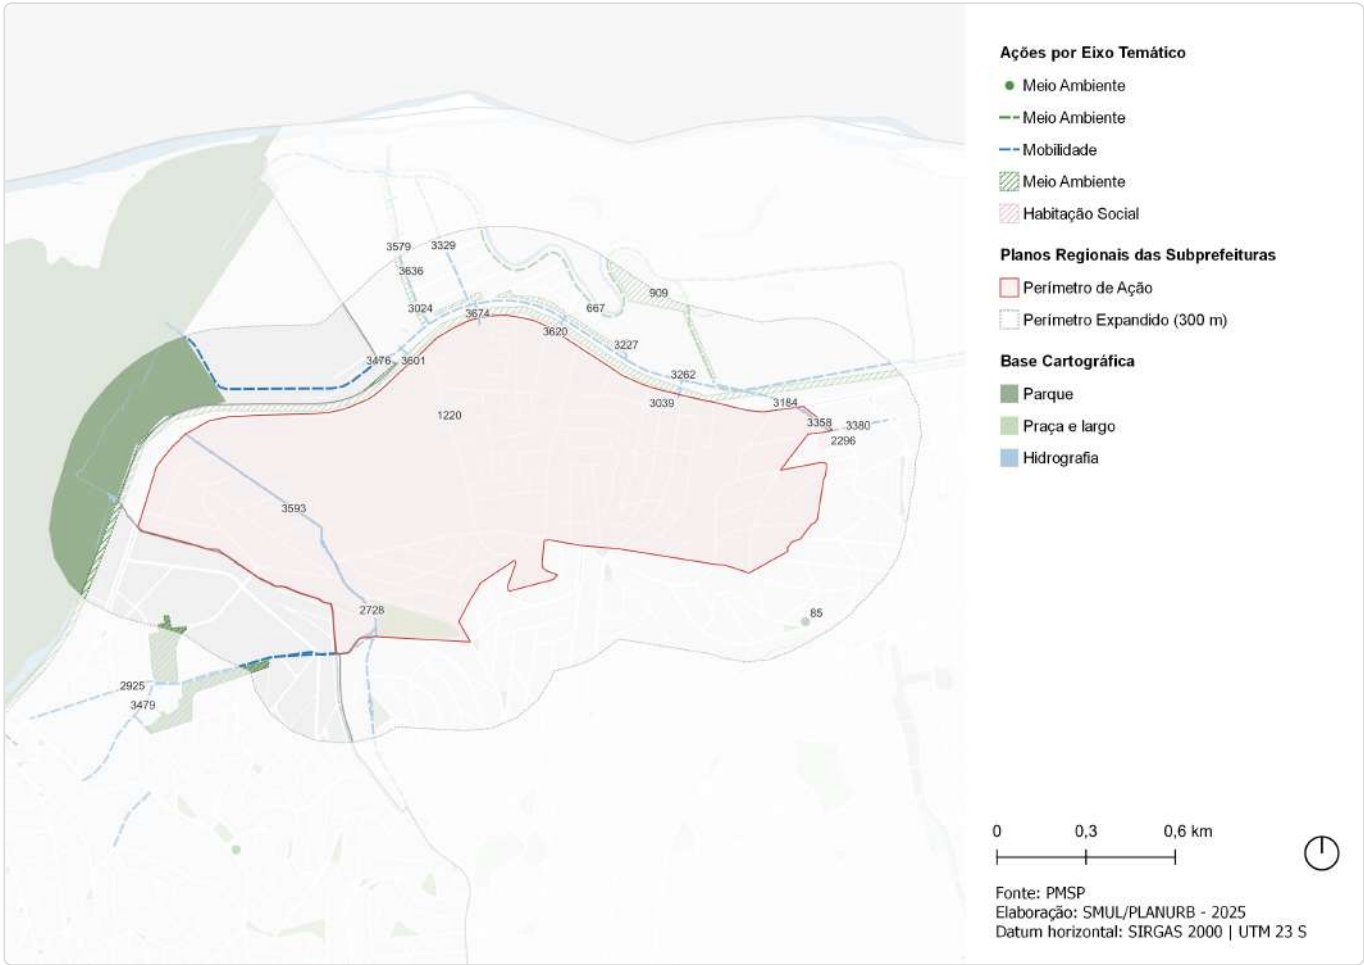 3579
3329
3636
3024
3674
667
909
3620
3227
3476
3601
3262
3039
3184
1220
3358
3380
2296
3593
2728
85
2925
3479
Ações por Eixo Temático
Meio Ambiente
Meio Ambiente
Mobilidade
Meio Ambiente
Habitação Social
Planos Regionais das Subprefeituras
Perímetro de Ação
Perímetro Expandido (300 m)
Base Cartográfica
Parque
Praça e largo
Hidrografia
0 0,3 0,6 km
Fonte: PMSP
Elaboração: SMUL/PLANURB - 2025
Datum horizontal: SIRGAS 2000 | UTM 23 S